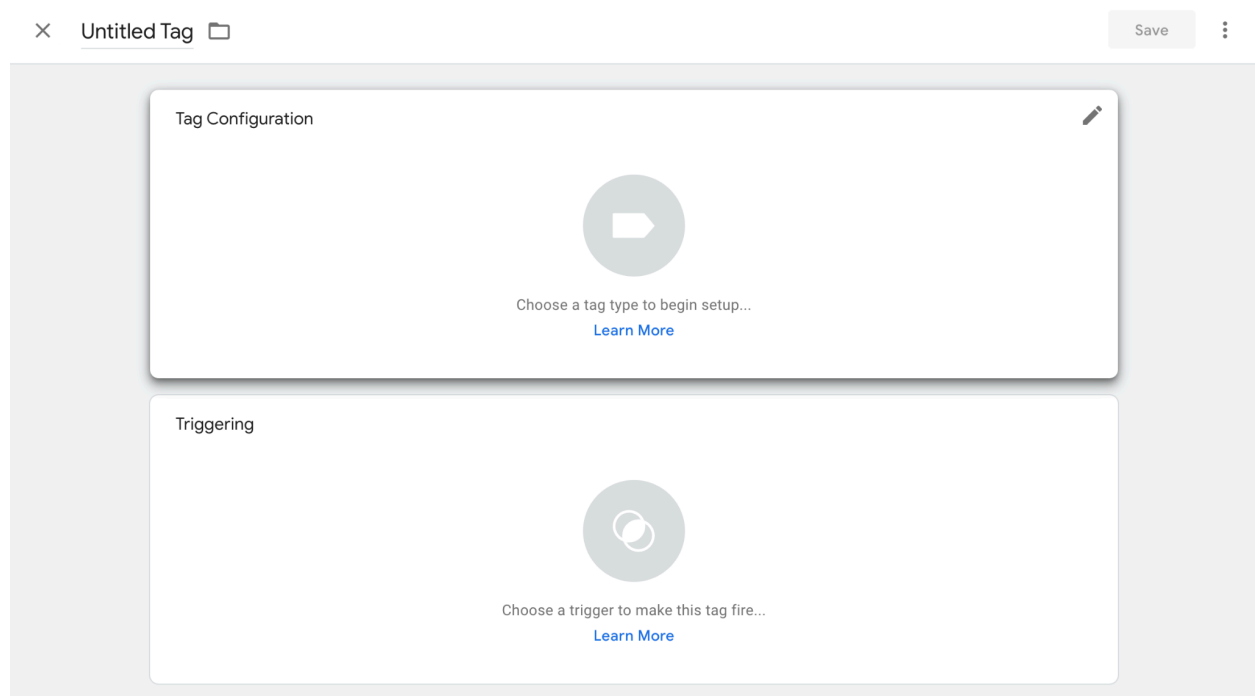 Untitled Tag
Save
Tag Configuration
Choose a tag type to begin setup...
Learn More
Triggering
Choose a trigger to make this tag fire...
Learn More